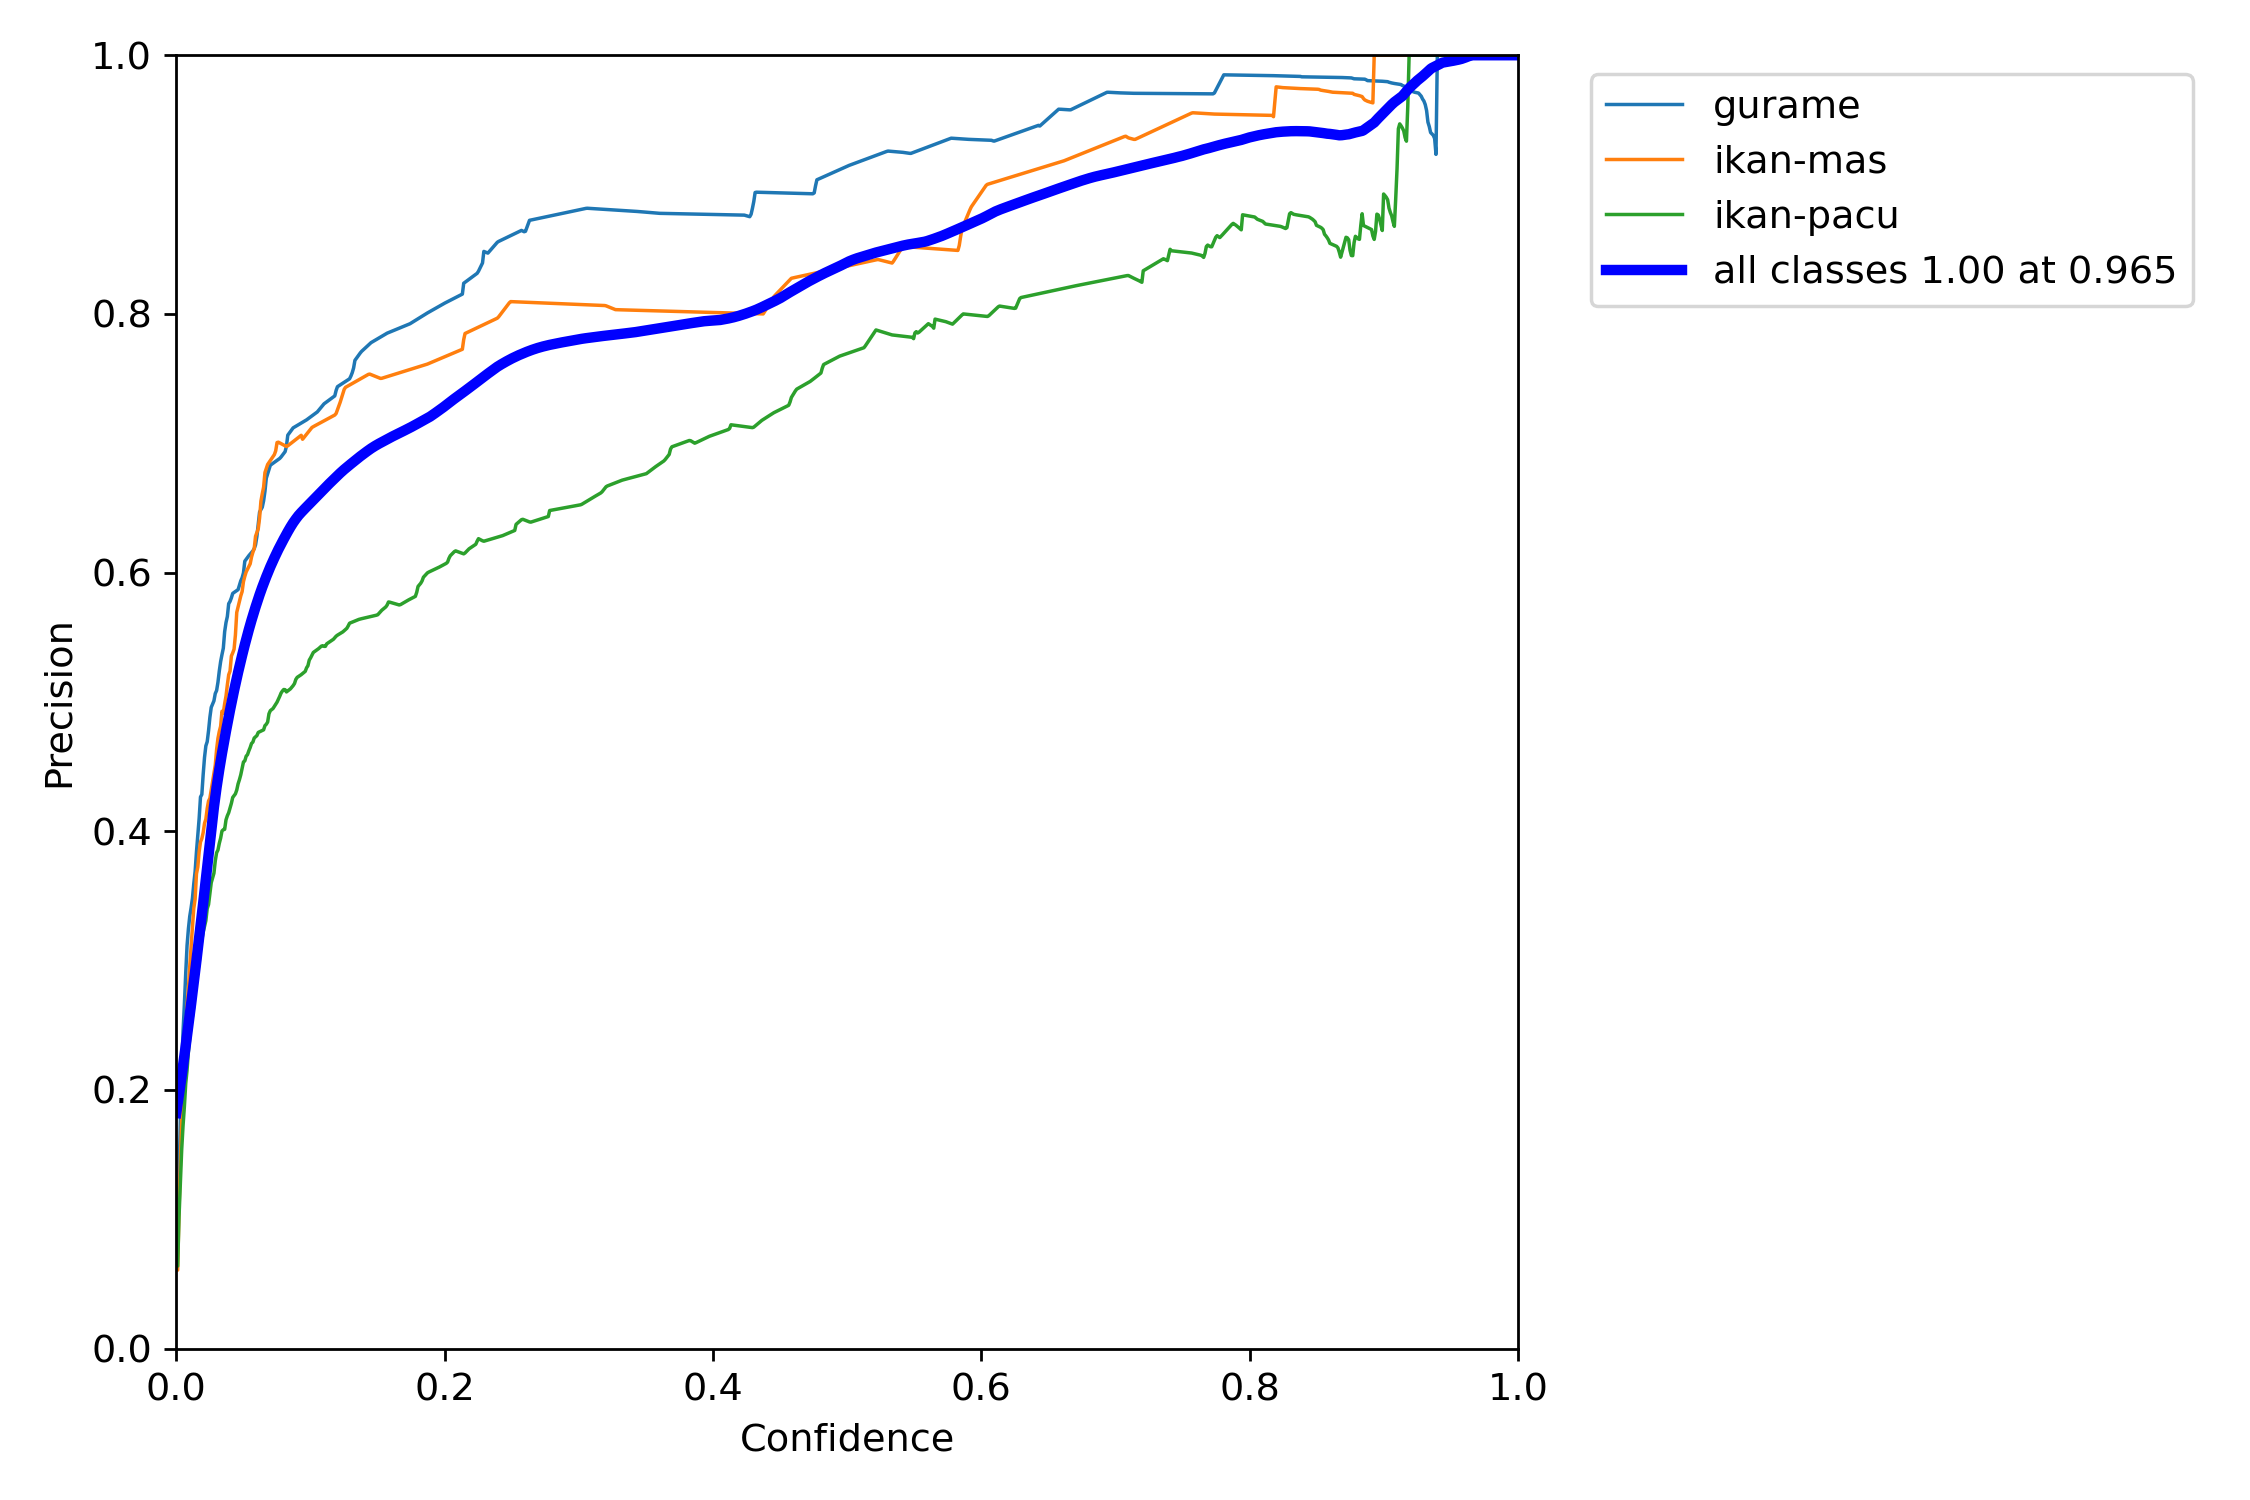 1.0
0.8
0.6
0.4
0.2
0.0
Precision
0.0 0.2 0.4 0.6 0.8 1.0
Confidence
gurame
ikan-mas
ikan-pacu
all classes 1.00 at 0.965